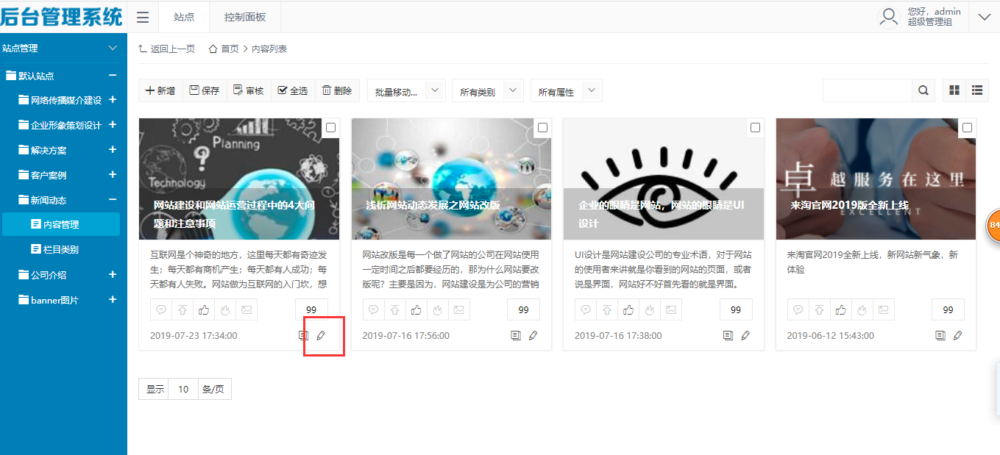 后台管理系统
站点
控制面板
您好，admin
超级管理组
站点管理
默认站点
网络传播媒介建设
企业形象策划设计
解决方案
客户案例
新闻动态
内容管理
栏目类别
公司介绍
banner图片
返回上一页 首页 内容列表
新增 保存 审核 全选 删除 批量移动... 所有类别 所有属性
Planning
Technology
网站建设和网站运营过程中的4大问
题和注意事项
互联网是个神奇的地方，这里每天都有奇迹发
生；每天都有商机产生；每天都有人成功；每
天都有人失败。网站做为互联网的入门坎，想
99
2019-07-23 17:34:00
浅析网站动态发展之网站改版
网站改版是每一个做了网站的公司在网站使用
一定时间之后都要经历的，那为什么网站要改
版呢？主要是因为，网站建设是为公司的营销
99
2019-07-16 17:56:00
企业的眼睛是网站，网站的眼睛是UI
设计
UI设计是网站建设公司的专业术语，对于网站
的使用者来讲就是你看到的网站的页面，或者
说是界面，网站好不好首先看的就是界面。
99
2019-07-16 17:38:00
卓越服务在这里
EXCELLENT
来淘官网2019版全新上线
来淘官网2019全新上线，新网站新气象，新
体验
99
2019-06-12 15:43:00
84
显示 10 条/页